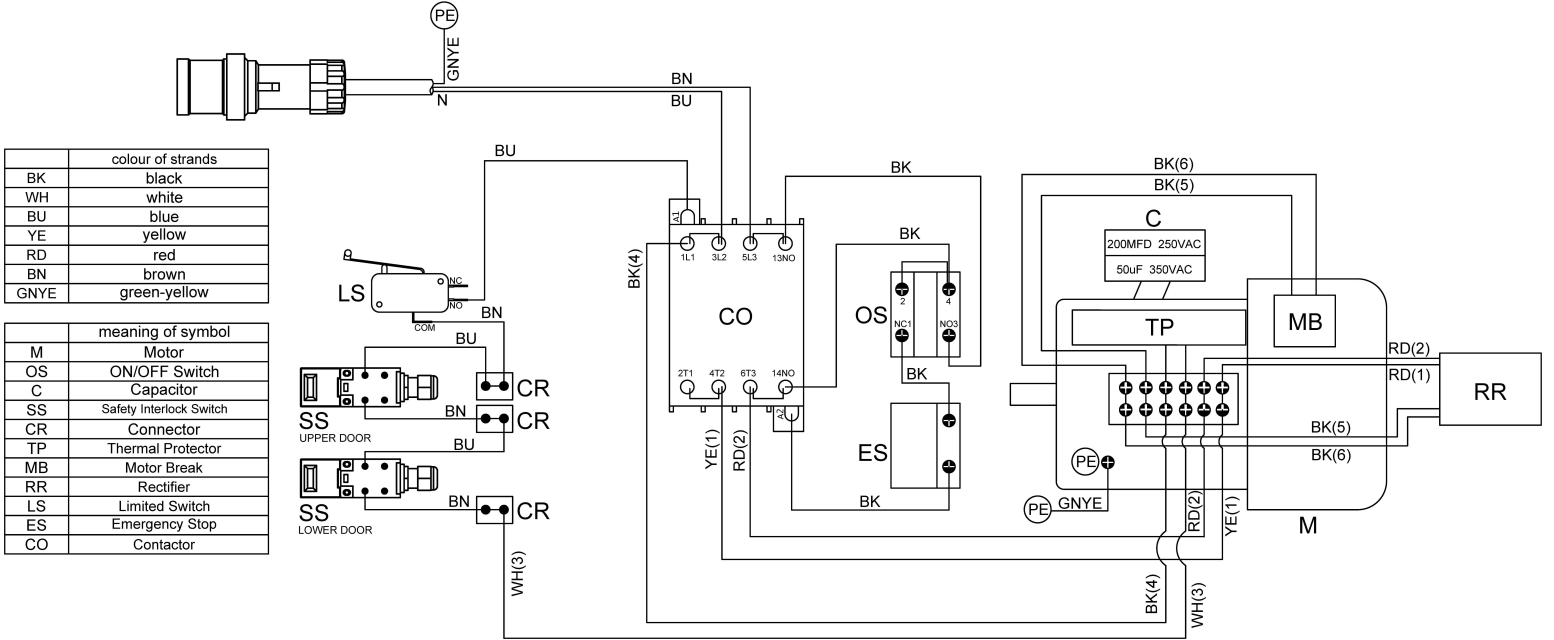 PE
GNYE
N
BN
BU
colour of strands
BK black
WH white
BU blue
YE yellow
RD red
BN brown
GNYE green-yellow
meaning of symbol
M Motor
OS ON/OFF Switch
C Capacitor
SS Safety Interlock Switch
CR Connector
TP Thermal Protector
MB Motor Break
RR Rectifier
LS Limited Switch
ES Emergency Stop
CO Contactor
BU
LS
NC
NO
COM
BN
BU
CR
SS
UPPER DOOR
BN
CR
BU
SS
LOWER DOOR
BN
CR
WH(3)
BK(4)
A1
1L1 3L2 5L3 13NO
CO
2T1 4T2 6T3 14NO
A2
YE(1)
RD(2)
BK
BK
OS
2 4
NC1 NO3
BK
ES
BK
BK(6)
BK(5)
C
200MFD 250VAC
50uF 350VAC
TP
MB
RD(2)
RD(1)
RR
BK(5)
BK(6)
PE
PE
GNYE
RD(2)
YE(1)
M
BK(4)
WH(3)